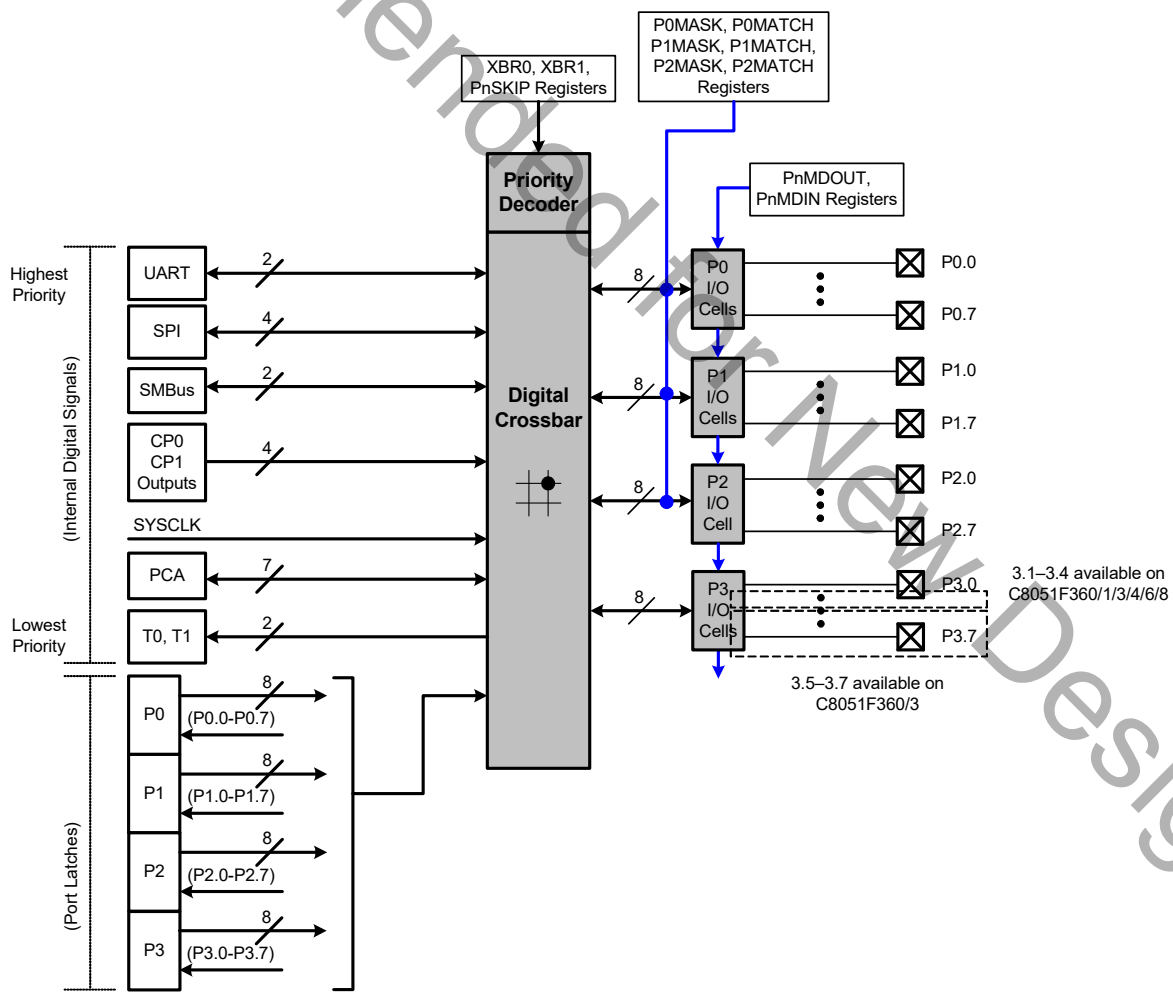 P0MASK, P0MATCH
P1MASK, P1MATCH,
P2MASK, P2MATCH
Registers
XBR0, XBR1,
PnSKIP Registers
PnMDOUT,
PnMDIN Registers
Priority
Decoder
Digital
Crossbar
Highest
Priority
(Internal Digital Signals)
Lowest
Priority
UART
2
SPI
4
SMBus
2
CP0
CP1
Outputs
4
SYSCLK
PCA
7
T0, T1
2
(Port Latches)
P0
8
(P0.0-P0.7)
P1
8
(P1.0-P1.7)
P2
8
(P2.0-P2.7)
P3
8
(P3.0-P3.7)
8
P0
I/O
Cells
P0.0
P0.7
8
P1
I/O
Cells
P1.0
P1.7
8
P2
I/O
Cell
P2.0
P2.7
8
P3
I/O
Cells
P3.0
P3.7
3.1–3.4 available on
C8051F360/1/3/4/6/8
3.5–3.7 available on
C8051F360/3
mended for New Desig